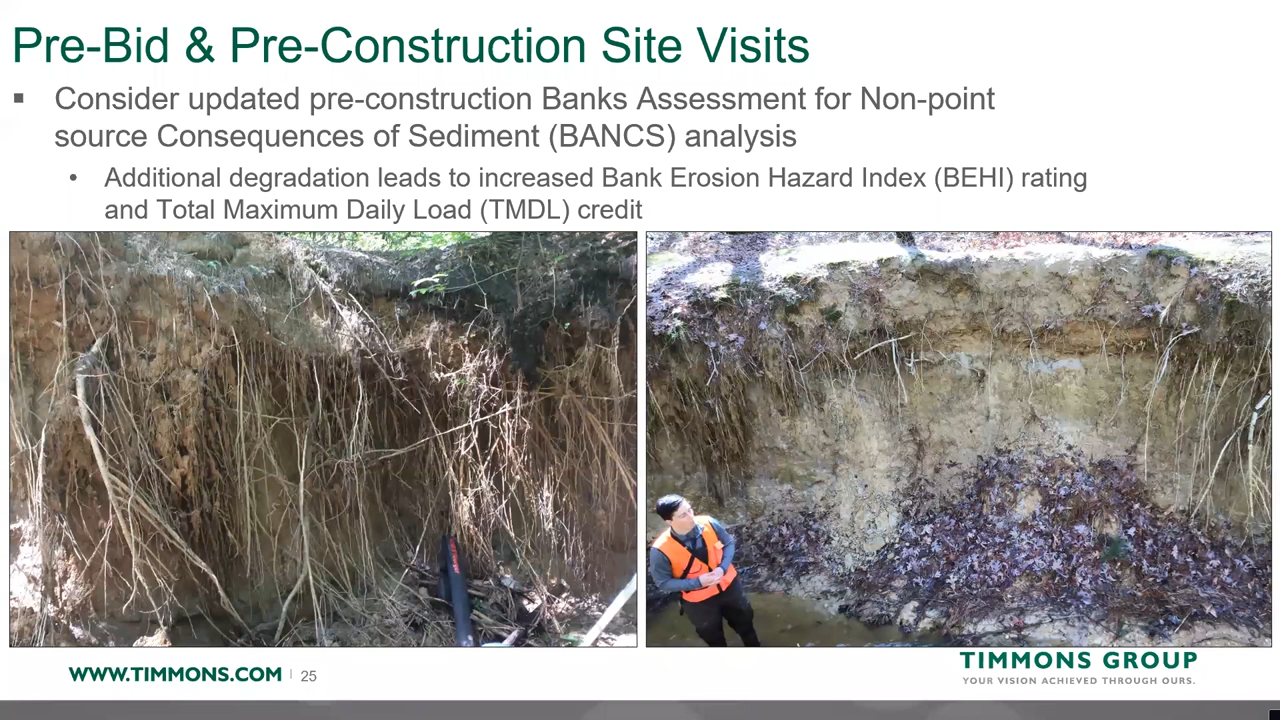 Pre-Bid & Pre-Construction Site Visits
▪ Consider updated pre-construction Banks Assessment for Non-point
source Consequences of Sediment (BANCS) analysis
• Additional degradation leads to increased Bank Erosion Hazard Index (BEHI) rating
and Total Maximum Daily Load (TMDL) credit
WWW.TIMMONS.COM | 25
TIMMONS GROUP
YOUR VISION ACHIEVED THROUGH OURS.